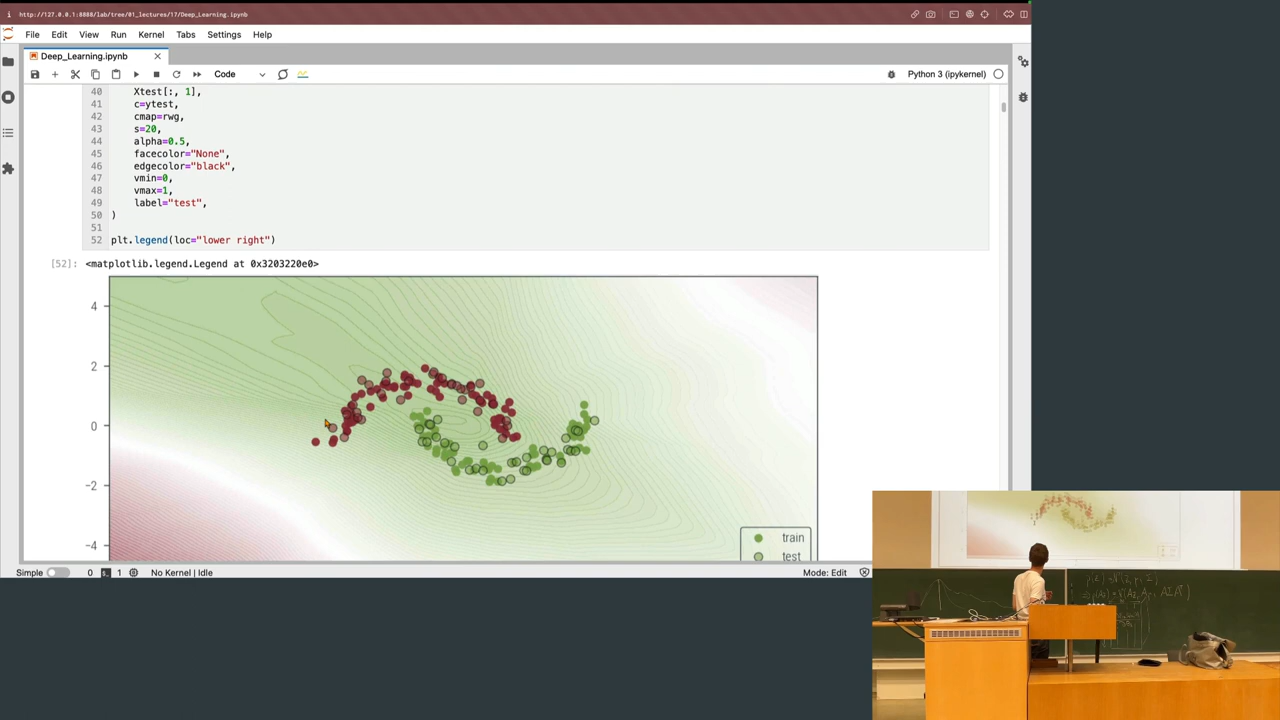 http://127.0.0.1:8888/lab/tree/01_lectures/17/Deep_Learning.ipynb
File Edit View Run Kernel Tabs Settings Help
Deep_Learning.ipynb
Code
Python 3 (ipykernel)
40 Xtest[:, 1],
41 c=ytest,
42 cmap=rwg,
43 s=20,
44 alpha=0.5,
45 facecolor="None",
46 edgecolor="black",
47 vmin=0,
48 vmax=1,
49 label="test",
50 )
51
52 plt.legend(loc="lower right")
[52]: <matplotlib.legend.Legend at 0x3203220e0>
4
2
0
−2
−4
train
test
Simple 0 1 No Kernel | Idle Mode: Edit